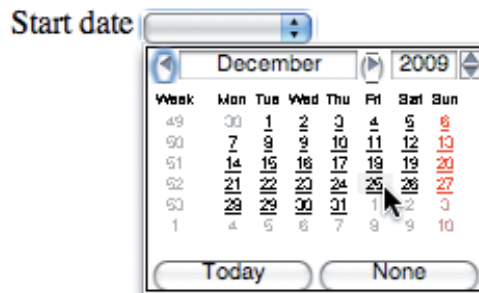 Start date
December 2009
Week Mon Tue Wed Thu Fri Sat Sun
49 30 1 2 3 4 5 6
50 7 8 9 10 11 12 13
51 14 15 16 17 18 19 20
52 21 22 23 24 25 26 27
53 28 29 30 31 1 2 3
1 4 5 6 7 8 9 10
Today None